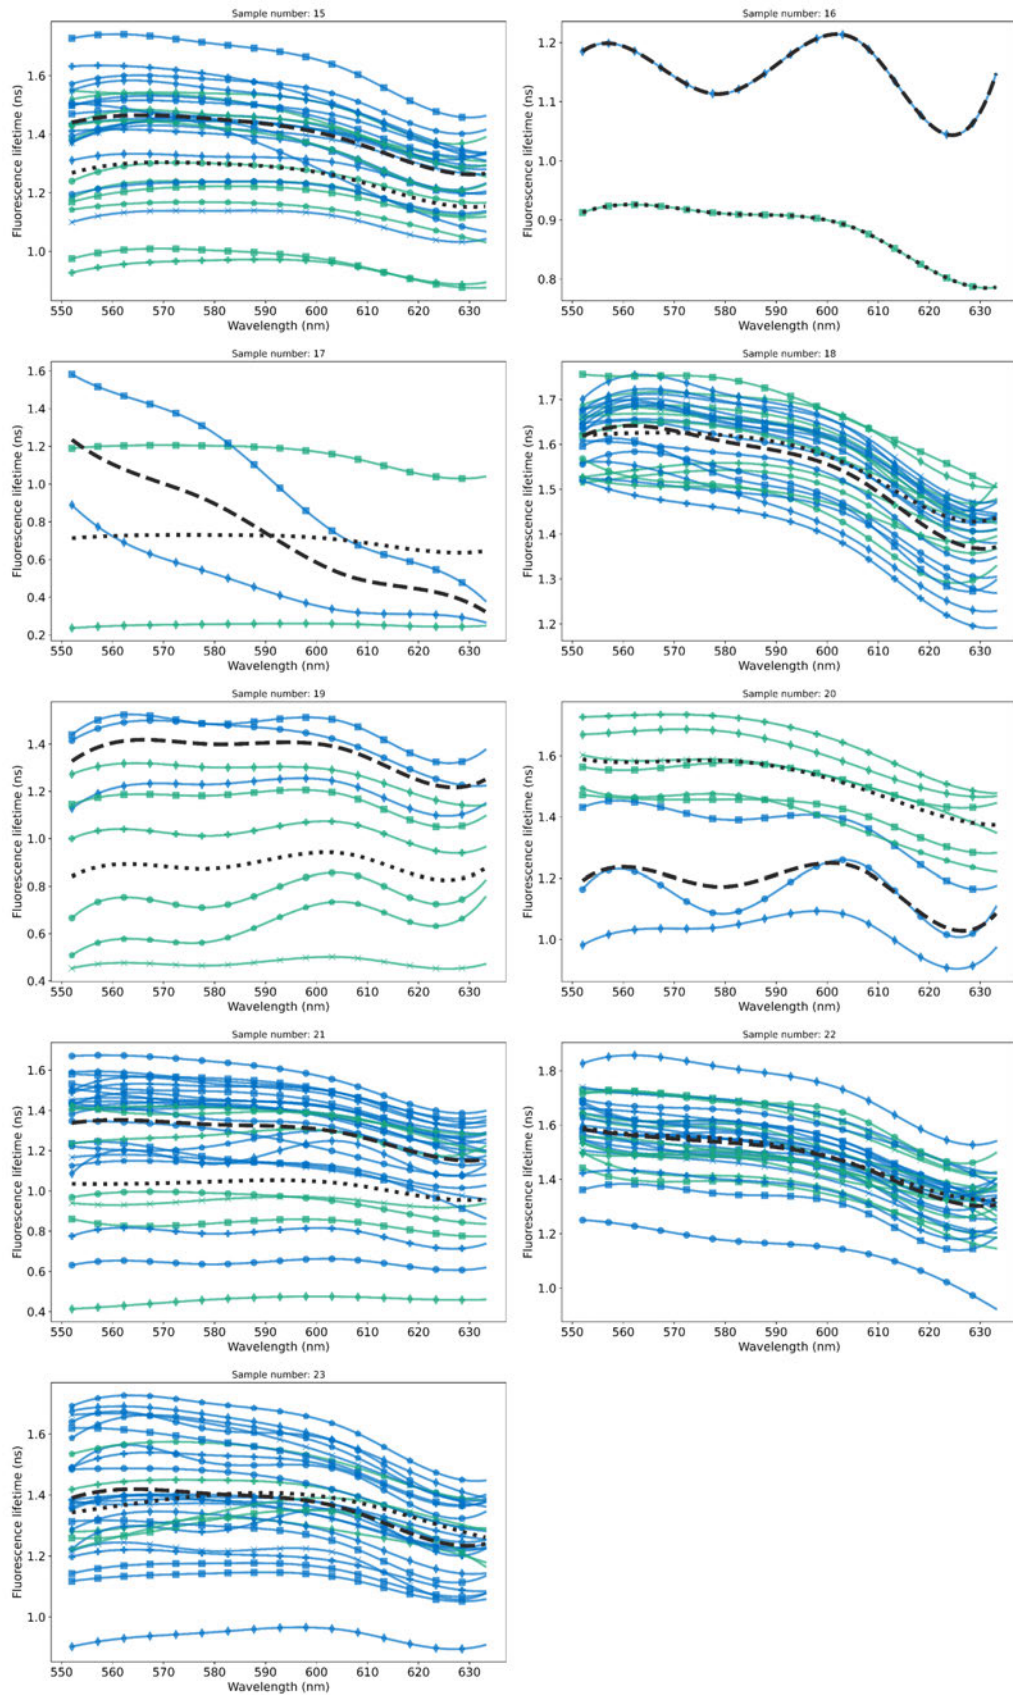 Sample number: 15
Fluorescence lifetime (ns)
1.6
1.4
1.2
1.0
550 560 570 580 590 600 610 620 630
Wavelength (nm)
Sample number: 16
Fluorescence lifetime (ns)
1.2
1.1
1.0
0.9
0.8
550 560 570 580 590 600 610 620 630
Wavelength (nm)
Sample number: 17
Fluorescence lifetime (ns)
1.6
1.4
1.2
1.0
0.8
0.6
0.4
0.2
550 560 570 580 590 600 610 620 630
Wavelength (nm)
Sample number: 18
Fluorescence lifetime (ns)
1.7
1.6
1.5
1.4
1.3
1.2
550 560 570 580 590 600 610 620 630
Wavelength (nm)
Sample number: 19
Fluorescence lifetime (ns)
1.4
1.2
1.0
0.8
0.6
0.4
550 560 570 580 590 600 610 620 630
Wavelength (nm)
Sample number: 20
Fluorescence lifetime (ns)
1.6
1.4
1.2
1.0
550 560 570 580 590 600 610 620 630
Wavelength (nm)
Sample number: 21
Fluorescence lifetime (ns)
1.6
1.4
1.2
1.0
0.8
0.6
0.4
550 560 570 580 590 600 610 620 630
Wavelength (nm)
Sample number: 22
Fluorescence lifetime (ns)
1.8
1.6
1.4
1.2
1.0
550 560 570 580 590 600 610 620 630
Wavelength (nm)
Sample number: 23
Fluorescence lifetime (ns)
1.6
1.4
1.2
1.0
550 560 570 580 590 600 610 620 630
Wavelength (nm)